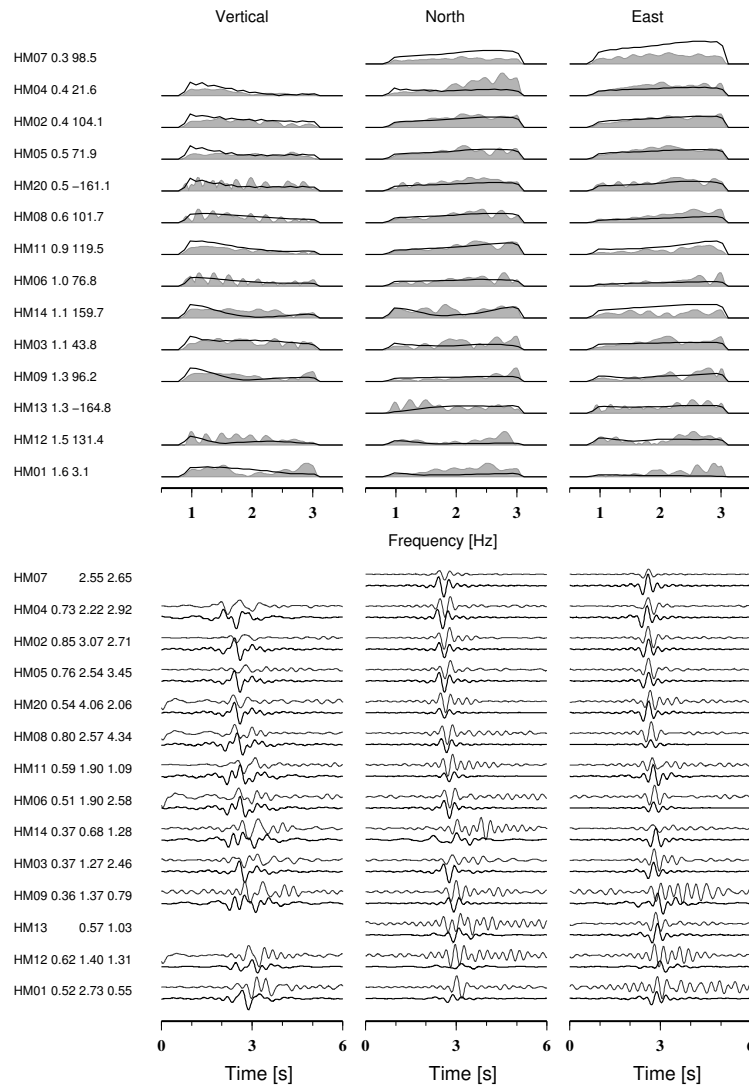 Vertical North East
HM07 0.3 98.5
HM04 0.4 21.6
HM02 0.4 104.1
HM05 0.5 71.9
HM20 0.5 −161.1
HM08 0.6 101.7
HM11 0.9 119.5
HM06 1.0 76.8
HM14 1.1 159.7
HM03 1.1 43.8
HM09 1.3 96.2
HM13 1.3 −164.8
HM12 1.5 131.4
HM01 1.6 3.1
1 2 3 1 2 3 1 2 3
Frequency [Hz]
HM07 2.55 2.65
HM04 0.73 2.22 2.92
HM02 0.85 3.07 2.71
HM05 0.76 2.54 3.45
HM20 0.54 4.06 2.06
HM08 0.80 2.57 4.34
HM11 0.59 1.90 1.09
HM06 0.51 1.90 2.58
HM14 0.37 0.68 1.28
HM03 0.37 1.27 2.46
HM09 0.36 1.37 0.79
HM13 0.57 1.03
HM12 0.62 1.40 1.31
HM01 0.52 2.73 0.55
0 3 6 0 3 6 0 3 6
Time [s] Time [s] Time [s]